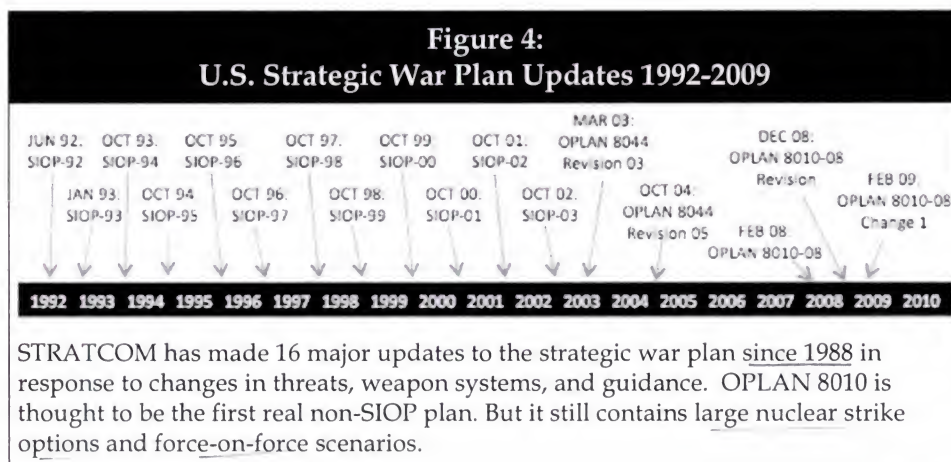 Figure 4:
U.S. Strategic War Plan Updates 1992-2009
JUN 92:
SIOP-92
JAN 93:
SIOP-93
OCT 93:
SIOP-94
OCT 94
SIOP-95
OCT 95
SIOP-96
OCT 96:
SIOP-97
OCT 97:
SIOP-98
OCT 98:
SIOP-99
OCT 99
SIOP-00
OCT 00:
SIOP-01
OCT 01:
SIOP-02
OCT 02:
SIOP-03
MAR 03:
OPLAN 8044
Revision 03
OCT 04:
OPLAN 8044
Revision 05
FEB 08:
OPLAN 8010-08
DEC 08:
OPLAN 8010-08
Revision
FEB 09:
OPLAN 8010-08
Change 1
1992 1993 1994 1995 1996 1997 1998 1999 2000 2001 2002 2003 2004 2005 2006 2007 2008 2009 2010
STRATCOM has made 16 major updates to the strategic war plan since 1988 in
response to changes in threats, weapon systems, and guidance. OPLAN 8010 is
thought to be the first real non-SIOP plan. But it still contains large nuclear strike
options and force-on-force scenarios.